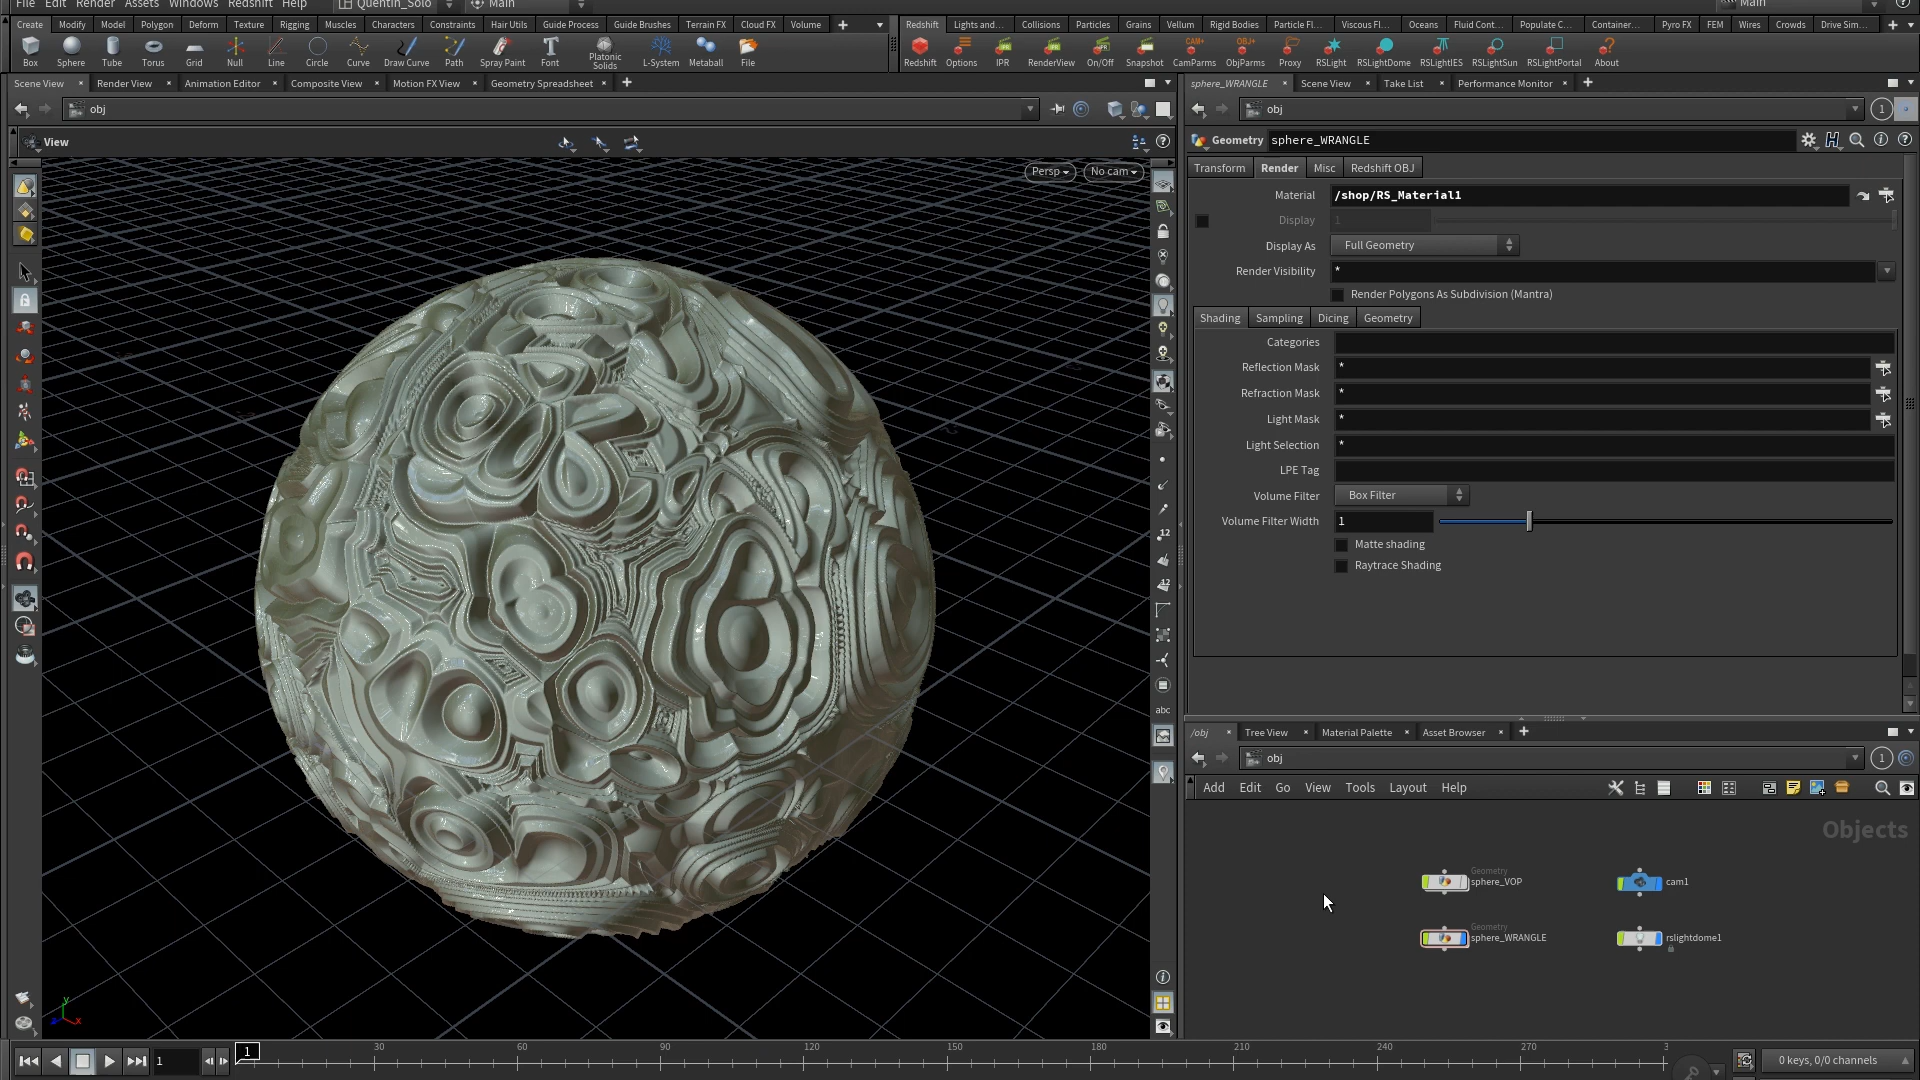 File Edit Render Assets Windows Redshift Help Quentin_Solo Main Main
Create Modify Model Polygon Deform Texture Rigging Muscles Characters Constraints Hair Utils Guide Process Guide Brushes Terrain FX Cloud FX Volume
Redshift Lights and... Collisions Particles Grains Vellum Rigid Bodies Particle Fl... Viscous Fl... Oceans Fluid Cont... Populate C... Container... Pyro FX FEM Wires Crowds Drive Sim...
Box Sphere Tube Torus Grid Null Line Circle Curve Draw Curve Path Spray Paint Font Platonic Solids L-System Metaball File
Redshift Options IPR RenderView On/Off Snapshot CamParms ObjParms Proxy RSLight RSLightDome RSLightIES RSLightSun RSLightPortal About
Scene View Render View Animation Editor Composite View Motion FX View Geometry Spreadsheet
sphere_WRANGLE Scene View Take List Performance Monitor
obj
obj 1
View
Persp No cam
Geometry sphere_WRANGLE
Transform Render Misc Redshift OBJ
Material /shop/RS_Material1
Display 1
Display As Full Geometry
Render Visibility *
Render Polygons As Subdivision (Mantra)
Shading Sampling Dicing Geometry
Categories
Reflection Mask *
Refraction Mask *
Light Mask *
Light Selection *
LPE Tag
Volume Filter Box Filter
Volume Filter Width 1
Matte shading
Raytrace Shading
12
12
abc
/obj Tree View Material Palette Asset Browser
obj 1
Add Edit Go View Tools Layout Help
Objects
Geometry
sphere_VOP cam1
Geometry
sphere_WRANGLE rslightdome1
y
x
1 1 30 60 90 120 150 180 210 240 270 3
0 keys, 0/0 channels